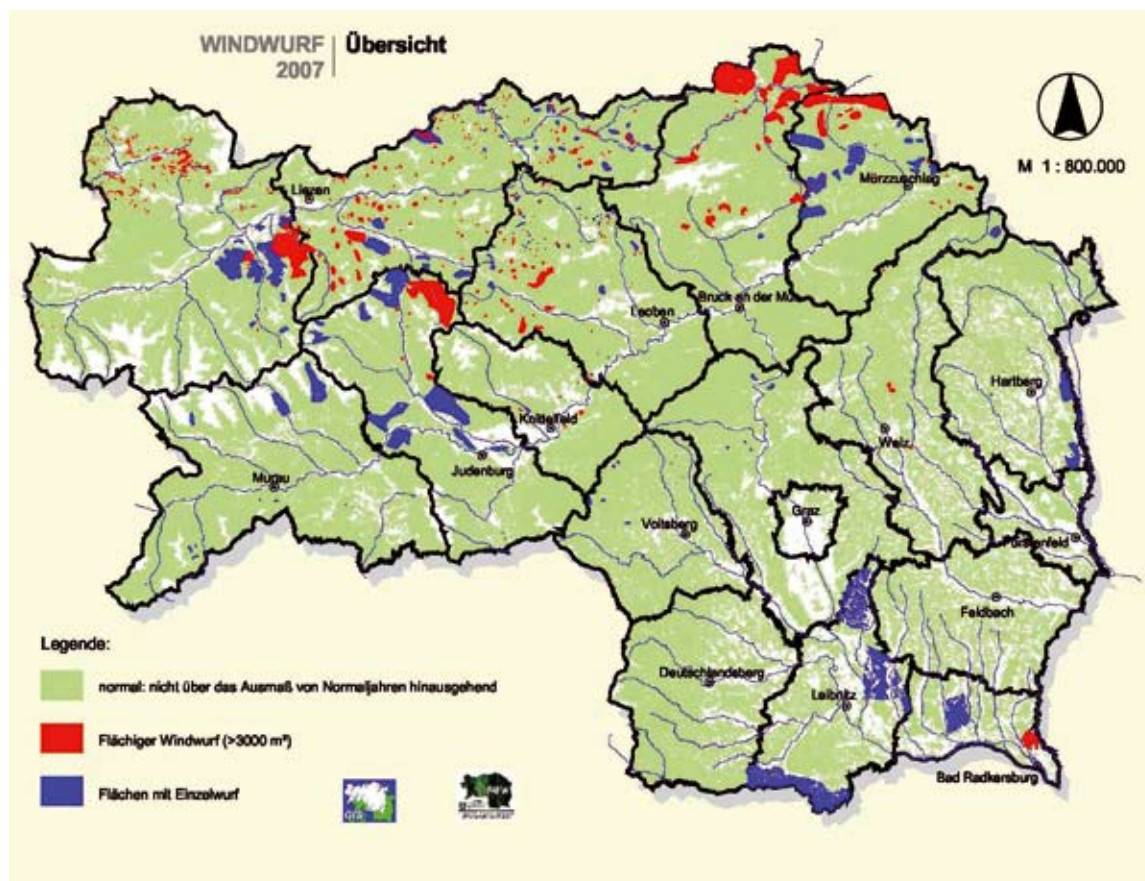 WINDWURF
2007
Übersicht
M 1 : 800.000
Liezen
Mürzzuschlag
Bruck an der Mu
Leoben
Hartberg
Knittelfeld
Weiz
Judenburg
Murau
Graz
Voitsberg
Fürstenfeld
Feldbach
Deutschlandsberg
Leibnitz
Bad Radkersburg
Legende:
normal: nicht über das Ausmaß von Normaljahren hinausgehend
Flächiger Windwurf (>3000 m²)
Flächen mit Einzelwurf
GIS